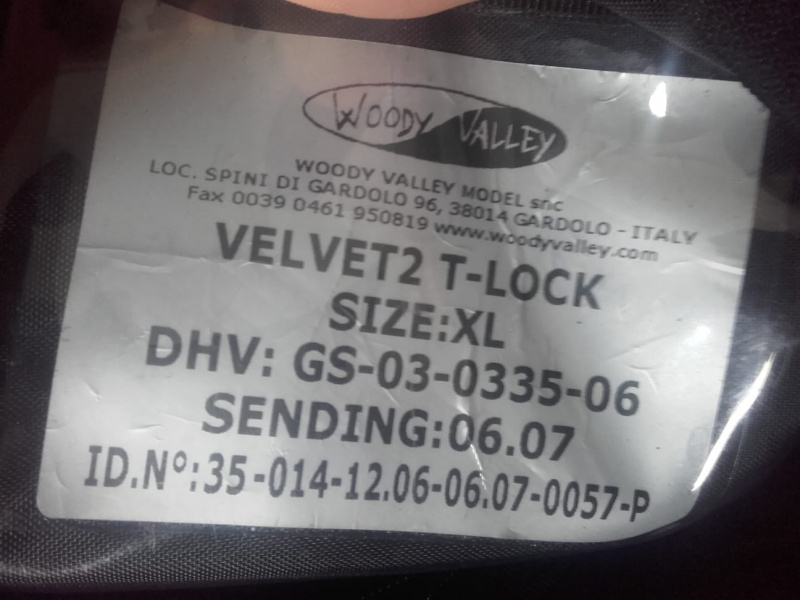 WOODY VALLEY
WOODY VALLEY MODEL snc
LOC. SPINI DI GARDOLO 96, 38014 GARDOLO - ITALY
Fax 0039 0461 950819 www.woodyvalley.com
VELVET2 T-LOCK
SIZE:XL
DHV: GS-03-0335-06
SENDING:06.07
ID.Nº:35-014-12.06-06.07-0057-P